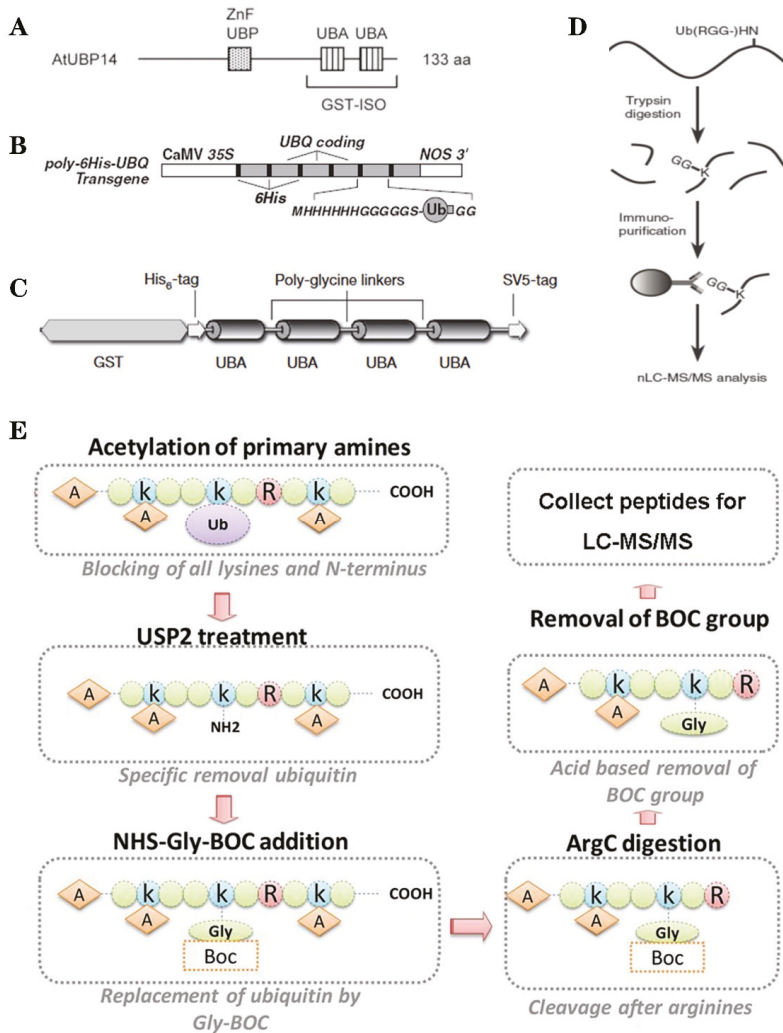 A
ZnF
UBP
UBA UBA
AtUBP14
133 aa
GST-ISO
B
UBQ coding
poly-6His-UBQ
Transgene
CaMV 35S
NOS 3'
6His
MHHHHHHGGGGGS-Ub-GG
C
His6-tag
Poly-glycine linkers
SV5-tag
GST
UBA
UBA
UBA
UBA
D
Ub(RGG-)HN
Trypsin
digestion
GG-K
Immuno-
purification
GG-K
nLC-MS/MS analysis
E
Acetylation of primary amines
A k k R k COOH
A Ub A
Blocking of all lysines and N-terminus
USP2 treatment
A k k R k COOH
A NH2 A
Specific removal ubiquitin
NHS-Gly-BOC addition
A k k R k COOH
A Gly A
Boc
Replacement of ubiquitin by
Gly-BOC
ArgC digestion
A k k R
A Gly
Boc
Cleavage after arginines
Removal of BOC group
A k k R
A Gly
Acid based removal of
BOC group
Collect peptides for
LC-MS/MS